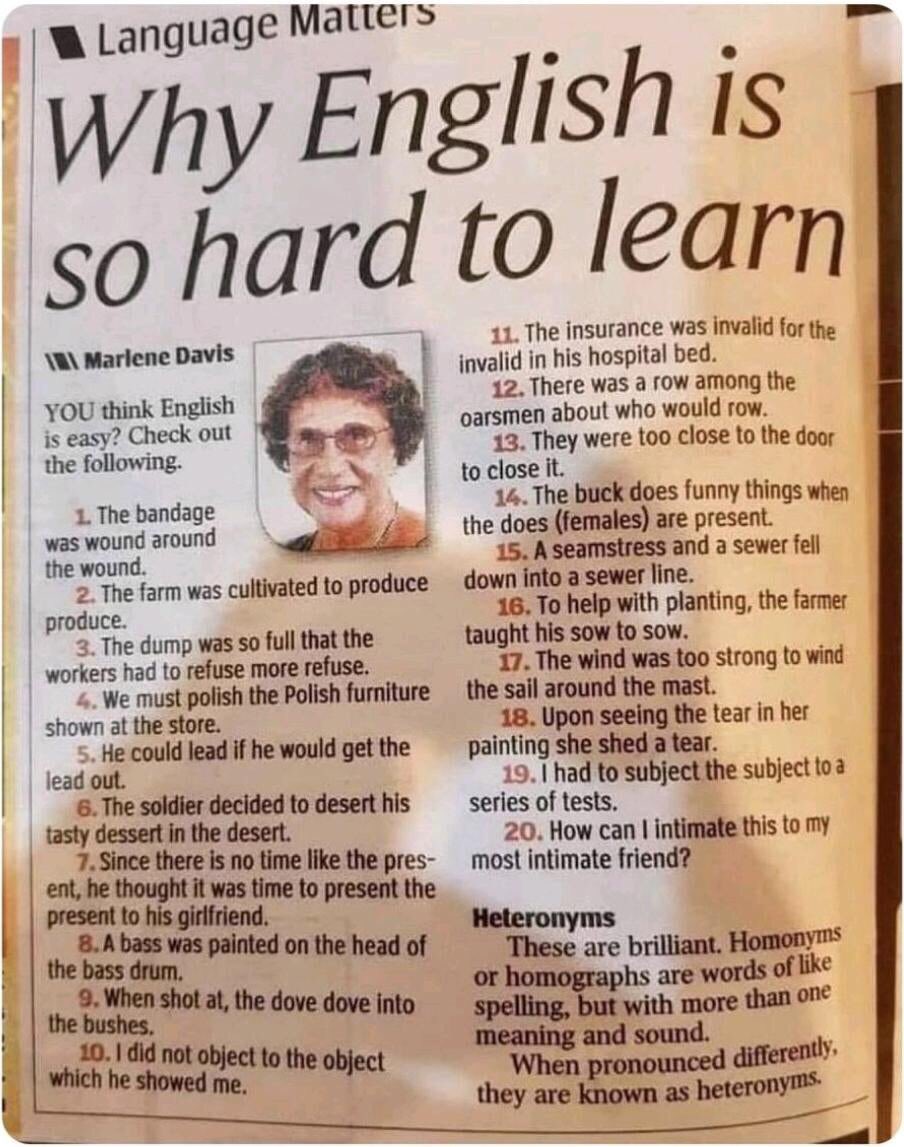 Language Matters
Why English is
so hard to learn
Marlene Davis
YOU think English
is easy? Check out
the following.
1. The bandage
was wound around
the wound.
2. The farm was cultivated to produce
produce.
3. The dump was so full that the
workers had to refuse more refuse.
4. We must polish the Polish furniture
shown at the store.
5. He could lead if he would get the
lead out.
6. The soldier decided to desert his
tasty dessert in the desert.
7. Since there is no time like the pres-
ent, he thought it was time to present the
present to his girlfriend.
8. A bass was painted on the head of
the bass drum.
9. When shot at, the dove dove into
the bushes.
10. I did not object to the object
which he showed me.
11. The insurance was invalid for the
invalid in his hospital bed.
12. There was a row among the
oarsmen about who would row.
13. They were too close to the door
to close it.
14. The buck does funny things when
the does (females) are present.
15. A seamstress and a sewer fell
down into a sewer line.
16. To help with planting, the farmer
taught his sow to sow.
17. The wind was too strong to wind
the sail around the mast.
18. Upon seeing the tear in her
painting she shed a tear.
19. I had to subject the subject to a
series of tests.
20. How can I intimate this to my
most intimate friend?
Heteronyms
These are brilliant. Homonyms
or homographs are words of like
spelling, but with more than one
meaning and sound.
When pronounced differently,
they are known as heteronyms.